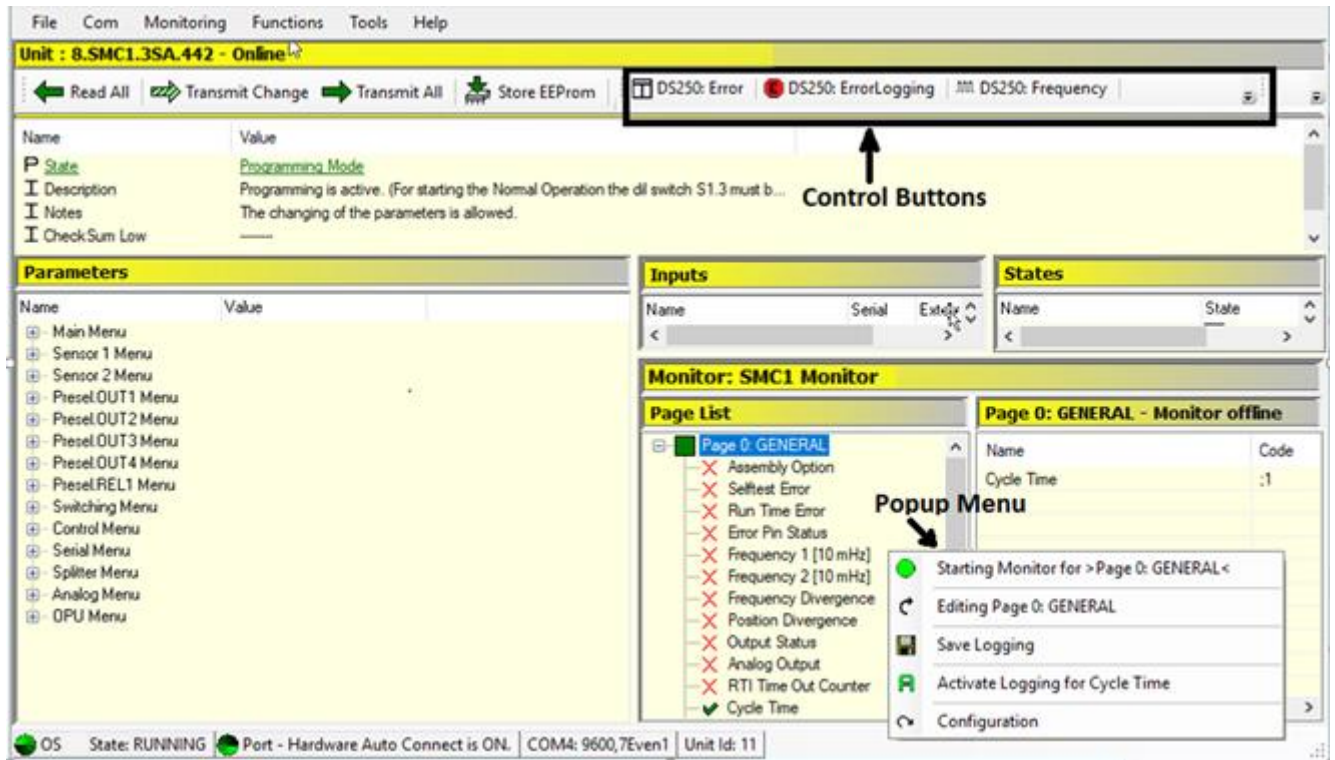 File Com Monitoring Functions Tools Help
Unit : 8.SMC1.3SA.442 - Online
Read All Transmit Change Transmit All Store EEProm DS250: Error DS250: ErrorLogging DS250: Frequency
Control Buttons
Name Value
P State Programming Mode
I Description Programming is active. (For starting the Normal Operation the dil switch S1.3 must b...
I Notes The changing of the parameters is allowed.
I CheckSum Low -------
Parameters
Name Value
Main Menu
Sensor 1 Menu
Sensor 2 Menu
Presel.OUT1 Menu
Presel.OUT2 Menu
Presel.OUT3 Menu
Presel.OUT4 Menu
Presel.REL1 Menu
Switching Menu
Control Menu
Serial Menu
Splitter Menu
Analog Menu
OPU Menu
Inputs
Name Serial
States
Name State
Monitor: SMC1 Monitor
Page List
Page 0: GENERAL
Assembly Option
Selftest Error
Run Time Error
Error Pin Status
Frequency 1 [10 mHz]
Frequency 2 [10 mHz]
Frequency Divergence
Position Divergence
Output Status
Analog Output
RTI Time Out Counter
Cycle Time
Page 0: GENERAL - Monitor offline
Name Code
Cycle Time :1
Popup Menu
Starting Monitor for >Page 0: GENERAL<
Editing Page 0: GENERAL
Save Logging
Activate Logging for Cycle Time
Configuration
OS State: RUNNING Port - Hardware Auto Connect is ON. COM4: 9600,7Even1 Unit Id: 11